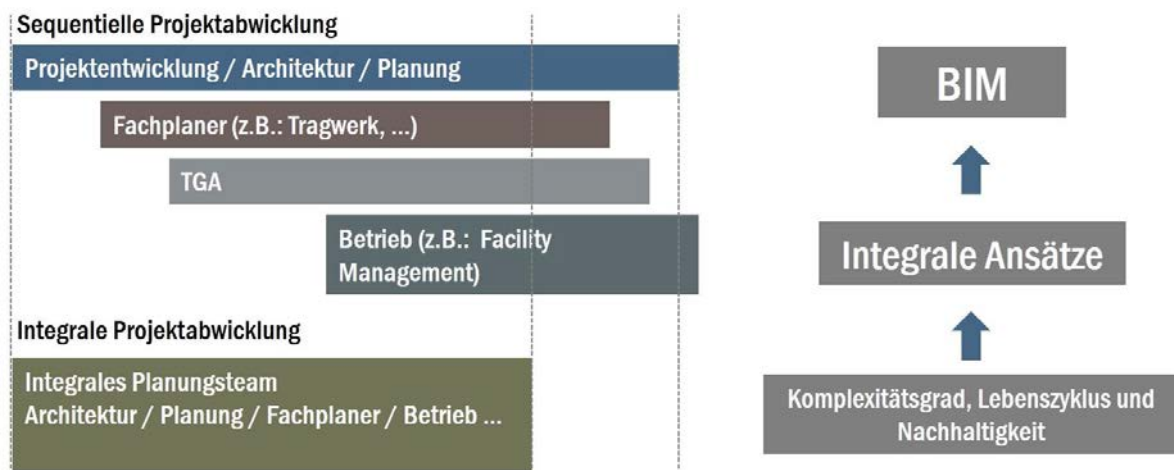 Sequentielle Projektabwicklung
Projektentwicklung / Architektur / Planung
Fachplaner (z.B.: Tragwerk, ...)
TGA
Betrieb (z.B.: Facility
Management)
Integrale Projektabwicklung
Integrales Planungsteam
Architektur / Planung / Fachplaner / Betrieb ...
BIM
Integrale Ansätze
Komplexitätsgrad, Lebenszyklus und
Nachhaltigkeit